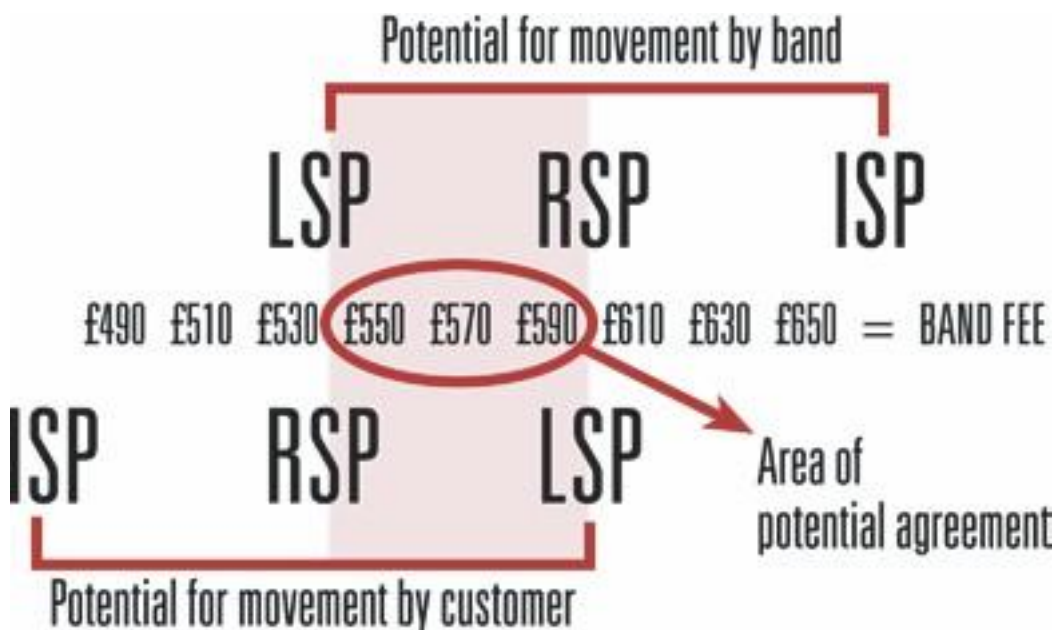 Potential for movement by band
LSP RSP ISP
£490 £510 £530 £550 £570 £590 £610 £630 £650 = BAND FEE
ISP RSP LSP
Area of
potential agreement
Potential for movement by customer